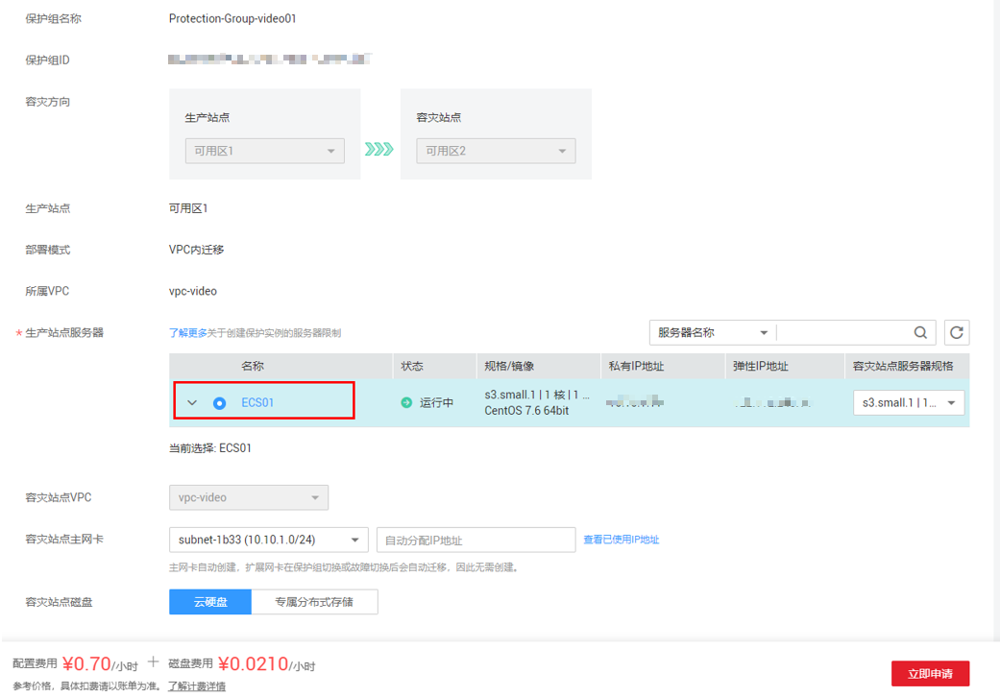 保护组名称 Protection-Group-video01
保护组ID
容灾方向
生产站点 容灾站点
可用区1 可用区2
生产站点 可用区1
部署模式 VPC内迁移
所属VPC vpc-video
* 生产站点服务器 了解更多关于创建保护实例的服务器限制 服务器名称
名称 状态 规格/镜像 私有IP地址 弹性IP地址 容灾站点服务器规格
ECS01 运行中 s3.small.1 | 1 核 | 1 ... s3.small.1 | 1...
CentOS 7.6 64bit
当前选择: ECS01
容灾站点VPC vpc-video
容灾站点主网卡 subnet-1b33 (10.10.1.0/24) 自动分配IP地址 查看已使用IP地址
主网卡自动创建，扩展网卡在保护组切换或故障切换后会自动迁移，因此无需创建。
容灾站点磁盘 云硬盘 专属分布式存储
配置费用 ¥0.70/小时 + 磁盘费用 ¥0.0210/小时
参考价格，具体扣费请以账单为准。 了解计费详情
立即申请